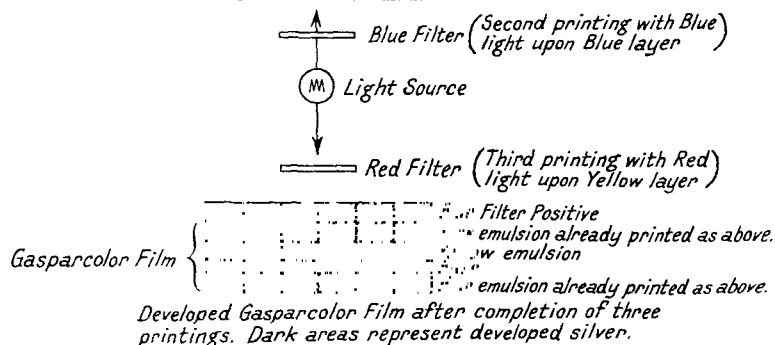 Blue Filter (Second printing with Blue
light upon Blue layer)
Light Source
Red Filter (Third printing with Red
light upon Yellow layer)
Filter Positive
emulsion already printed as above.
Gasparcolor Film
w emulsion
emulsion already printed as above.
Developed Gasparcolor Film after completion of three
printings. Dark areas represent developed silver.